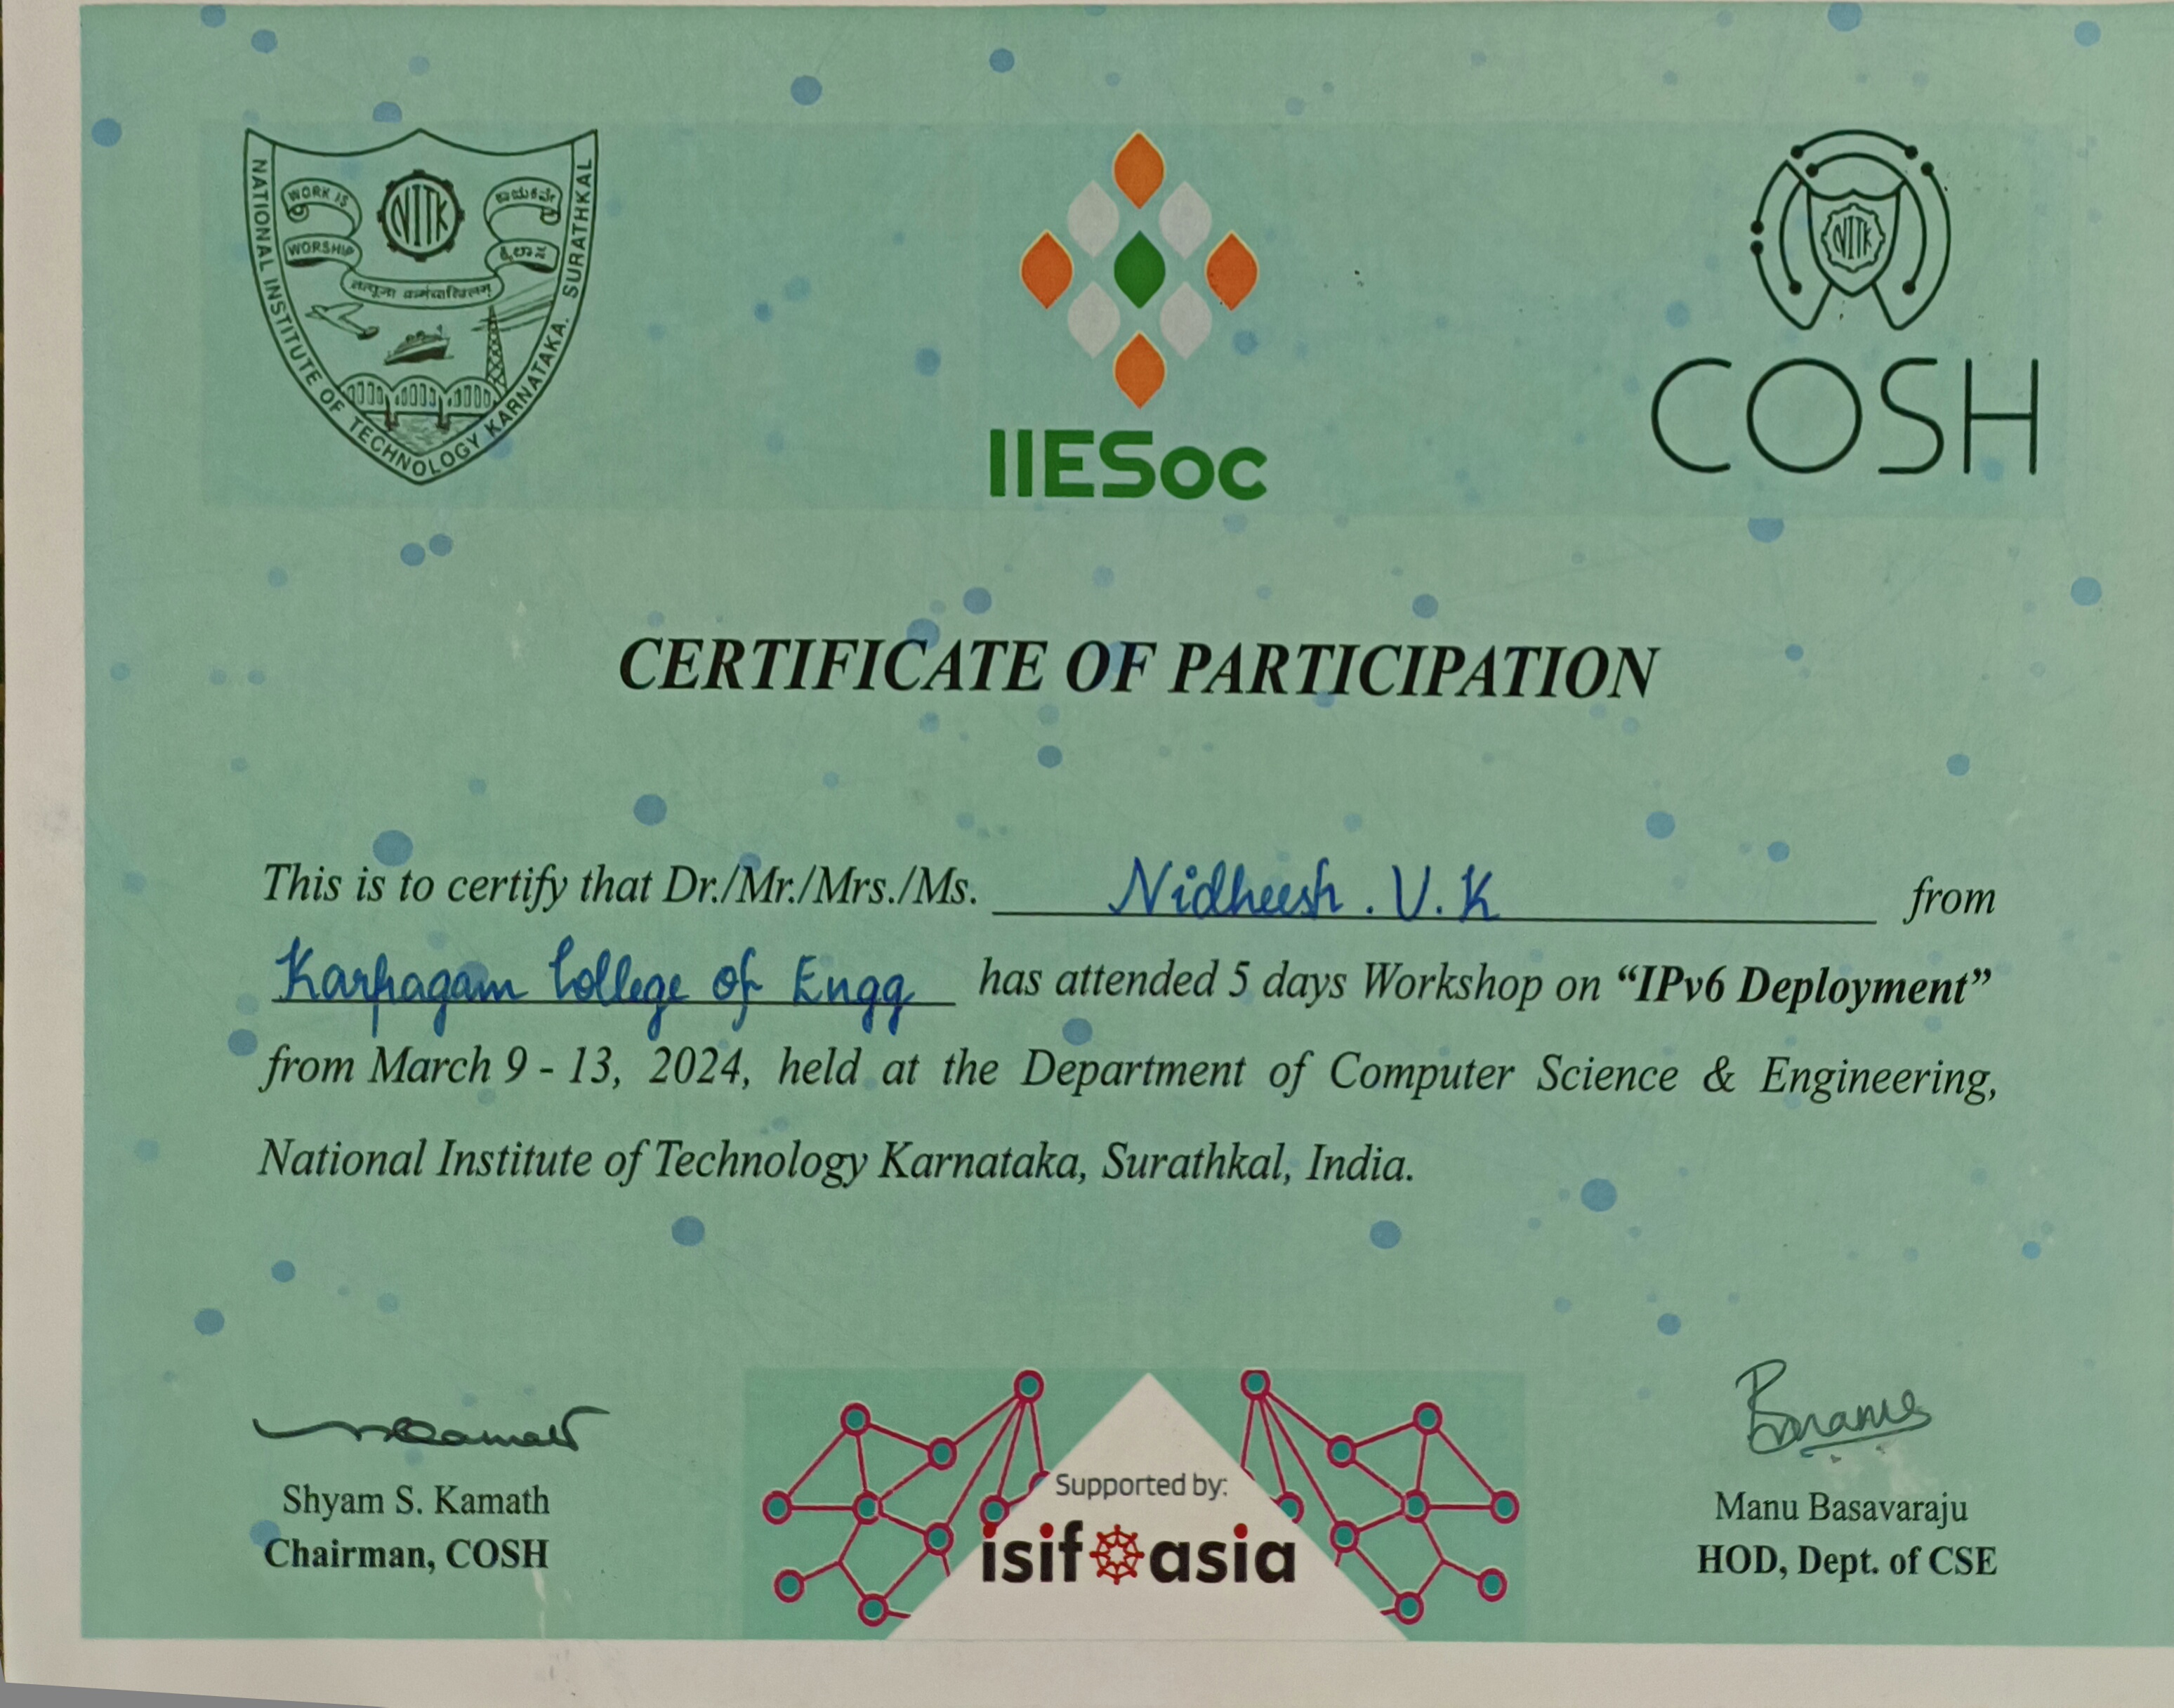 NATIONAL INSTITUTE OF TECHNOLOGY KARNATAKA. SURATHKAL
WORK IS
WORSHIP
NITK
ಕಾಯಕವೇ
ಕೈಲಾಸ
IIESoc
NITK
COSH
CERTIFICATE OF PARTICIPATION
This is to certify that Dr./Mr./Mrs./Ms. Nidheesh . V. K from
Karpagam College of Engg has attended 5 days Workshop on “IPv6 Deployment”
from March 9 - 13, 2024, held at the Department of Computer Science & Engineering,
National Institute of Technology Karnataka, Surathkal, India.
Shyam S. Kamath
Chairman, COSH
Supported by:
isif asia
Manu Basavaraju
HOD, Dept. of CSE